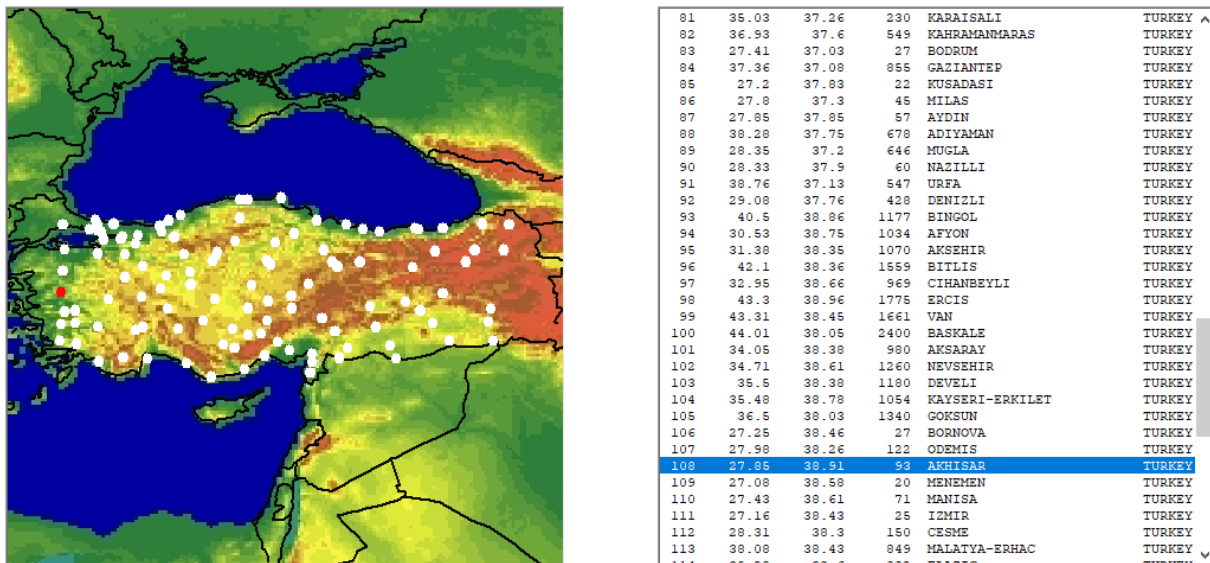 81 35.03 37.26 230 KARAISALI TURKEY
82 36.93 37.6 549 KAHRAMANMARAS TURKEY
83 27.41 37.03 27 BODRUM TURKEY
84 37.36 37.08 855 GAZIANTEP TURKEY
85 27.2 37.83 22 KUSADASI TURKEY
86 27.8 37.3 45 MILAS TURKEY
87 27.85 37.85 57 AYDIN TURKEY
88 38.28 37.75 678 ADIYAMAN TURKEY
89 28.35 37.2 646 MUGLA TURKEY
90 28.33 37.9 60 NAZILLI TURKEY
91 38.76 37.13 547 URFA TURKEY
92 29.08 37.76 428 DENIZLI TURKEY
93 40.5 38.86 1177 BINGOL TURKEY
94 30.53 38.75 1034 AFYON TURKEY
95 31.38 38.35 1070 AKSEHIR TURKEY
96 42.1 38.36 1559 BITLIS TURKEY
97 32.95 38.66 969 CIHANBEYLI TURKEY
98 43.3 38.96 1775 ERCIS TURKEY
99 43.31 38.45 1661 VAN TURKEY
100 44.01 38.05 2400 BASKALE TURKEY
101 34.05 38.38 980 AKSARAY TURKEY
102 34.71 38.61 1260 NEVSEHIR TURKEY
103 35.5 38.38 1180 DEVELI TURKEY
104 35.48 38.78 1054 KAYSERI-ERKILET TURKEY
105 36.5 38.03 1340 GOKSUN TURKEY
106 27.25 38.46 27 BORNOVA TURKEY
107 27.98 38.26 122 ODEMIS TURKEY
108 27.85 38.91 93 AKHISAR TURKEY
109 27.08 38.58 20 MENEMEN TURKEY
110 27.43 38.61 71 MANISA TURKEY
111 27.16 38.43 25 IZMIR TURKEY
112 28.31 38.3 150 CESME TURKEY
113 38.08 38.43 849 MALATYA-ERHAC TURKEY